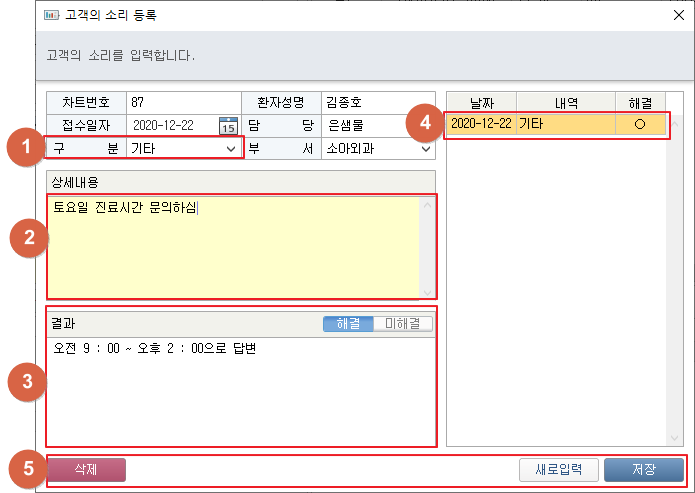 고객의 소리 등록
고객의 소리를 입력합니다.
차트번호 87 환자성명 김종호
접수일자 2020-12-22 15 담 당 은샘물
1 구 분 기타 부 서 소아외과
날짜 내역 해결
4 2020-12-22 기타 ○
상세내용
2 토요일 진료시간 문의하심
결과 해결 미해결
3 오전 9 : 00 ~ 오후 2 : 00으로 답변
5 삭제 새로입력 저장